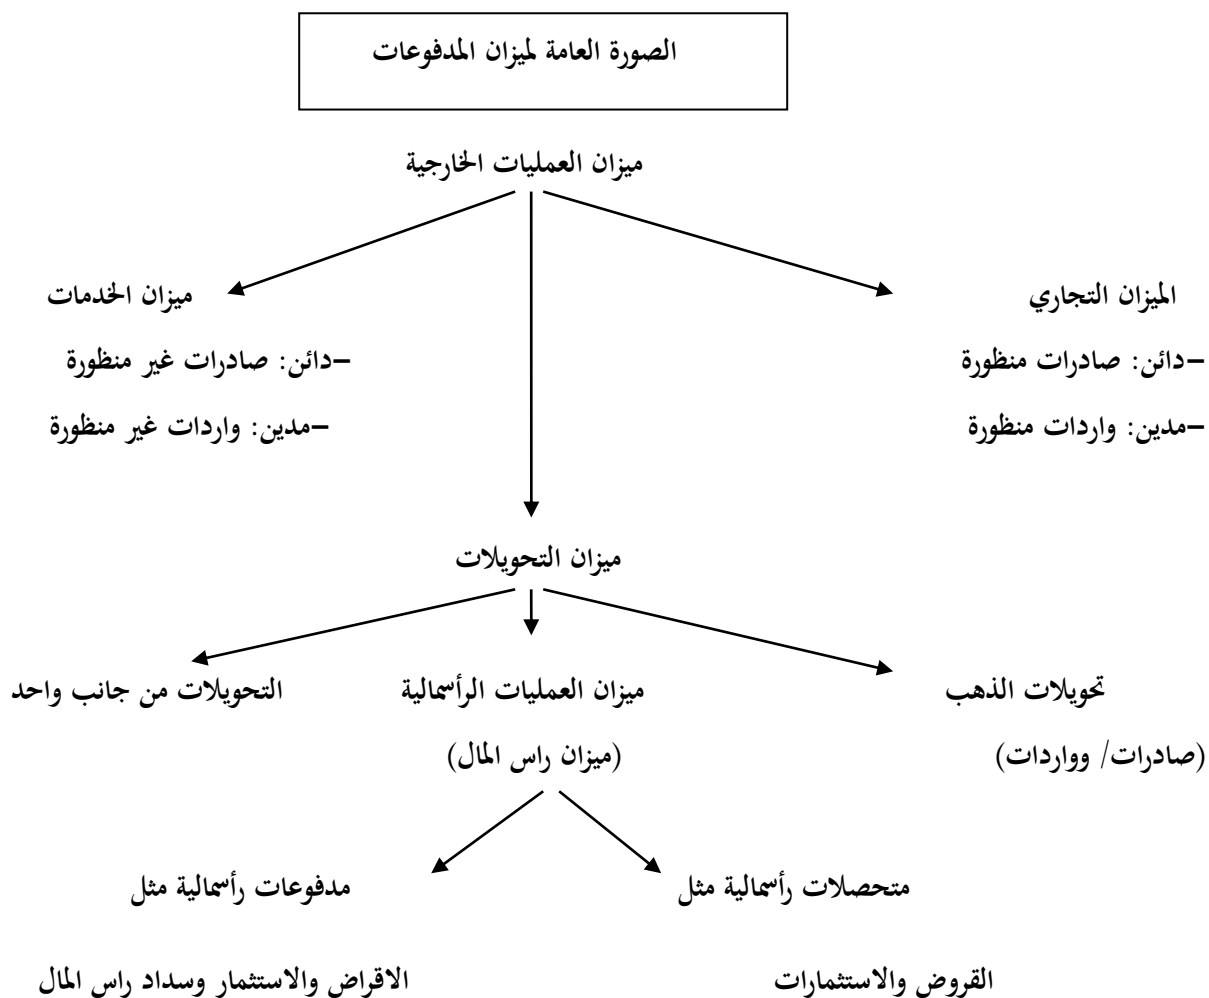 الصورة العامة لميزان المدفوعات
ميزان العمليات الخارجية
الميزان التجاري
ميزان الخدمات
–دائن: صادرات منظورة
–دائن: صادرات غير منظورة
–مدين: واردات منظورة
–مدين: واردات غير منظورة
ميزان التحويلات
تحويلات الذهب
ميزان العمليات الرأسمالية
التحويلات من جانب واحد
(صادرات/ وواردات)
(ميزان راس المال)
متحصلات رأسمالية مثل
مدفوعات رأسمالية مثل
القروض والاستثمارات
الاقراض والاستثمار وسداد راس المال